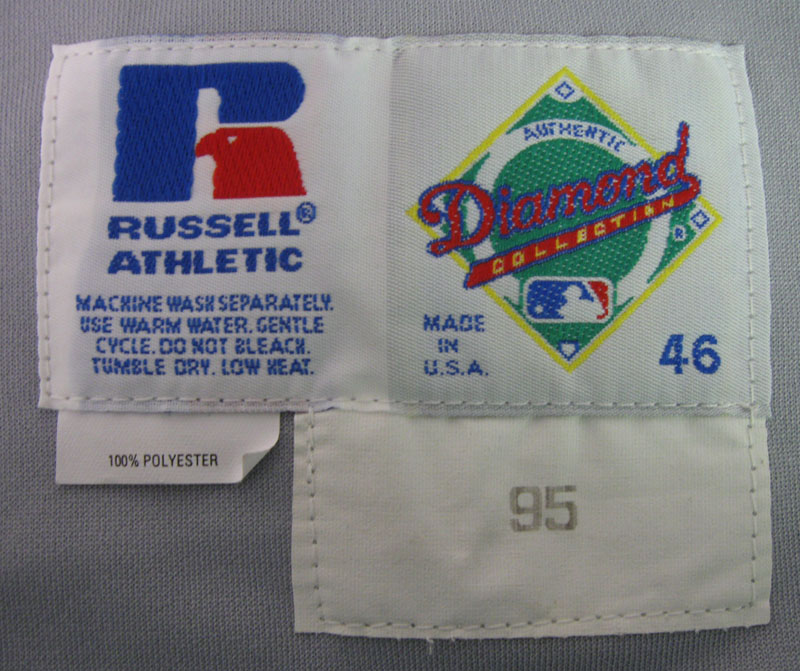 RUSSELL®
ATHLETIC
MACHINE WASH SEPARATELY.
USE WARM WATER. GENTLE
CYCLE. DO NOT BLEACH.
TUMBLE DRY. LOW HEAT.
100% POLYESTER
AUTHENTIC
Diamond
COLLECTION
®
MADE
IN
U.S.A.
46
95